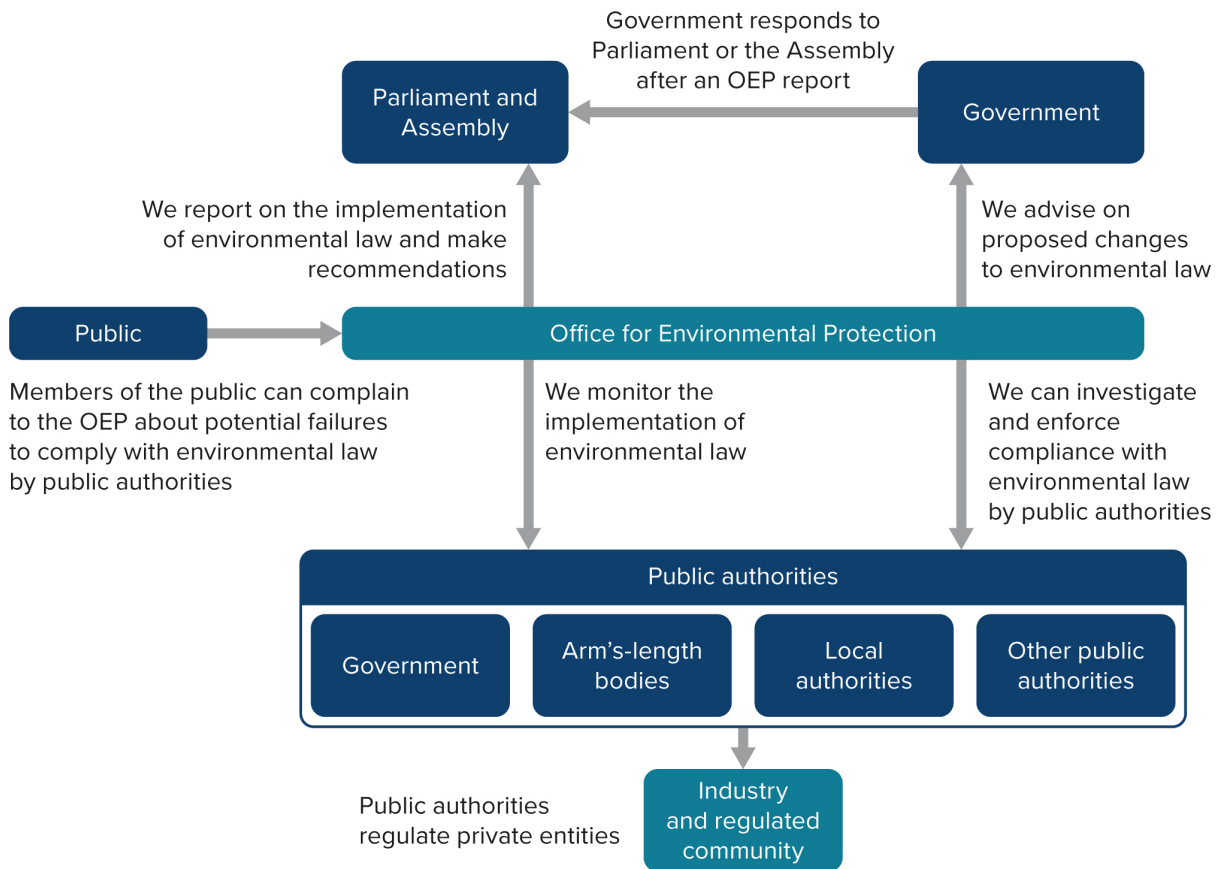 Government responds to
Parliament or the Assembly
after an OEP report
Parliament and
Assembly
Government
We report on the implementation
of environmental law and make
recommendations
We advise on
proposed changes
to environmental law
Public
Office for Environmental Protection
Members of the public can complain
to the OEP about potential failures
to comply with environmental law
by public authorities
We monitor the
implementation of
environmental law
We can investigate
and enforce
compliance with
environmental law
by public authorities
Public authorities
Government
Arm’s-length
bodies
Local
authorities
Other public
authorities
Public authorities
regulate private entities
Industry
and regulated
community